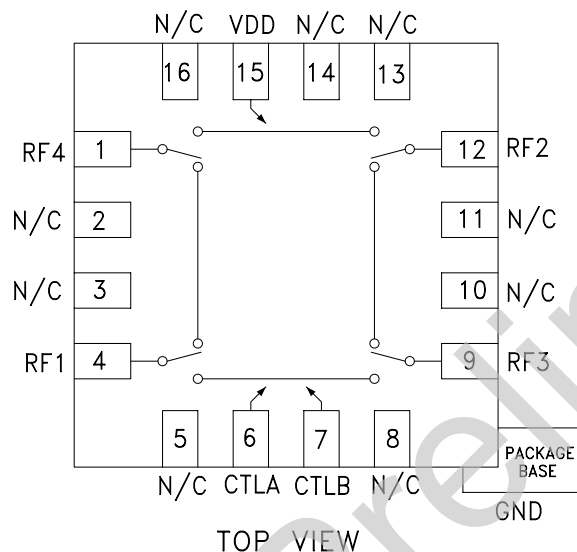 N/C VDD N/C N/C
16 15 14 13
RF4 1 12 RF2
N/C 2 11 N/C
N/C 3 10 N/C
RF1 4 9 RF3
5 6 7 8
N/C CTLA CTLB N/C
PACKAGE
BASE
GND
TOP VIEW